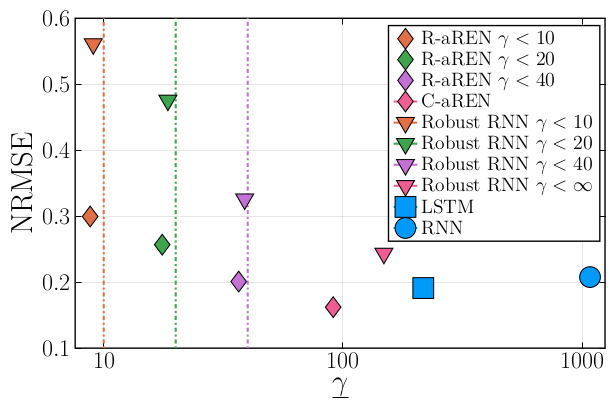 0.6
0.5
0.4
0.3
0.2
0.1
NRMSE
R-aREN γ < 10
R-aREN γ < 20
R-aREN γ < 40
C-aREN
Robust RNN γ < 10
Robust RNN γ < 20
Robust RNN γ < 40
Robust RNN γ < ∞
LSTM
RNN
10 100 1000
γ